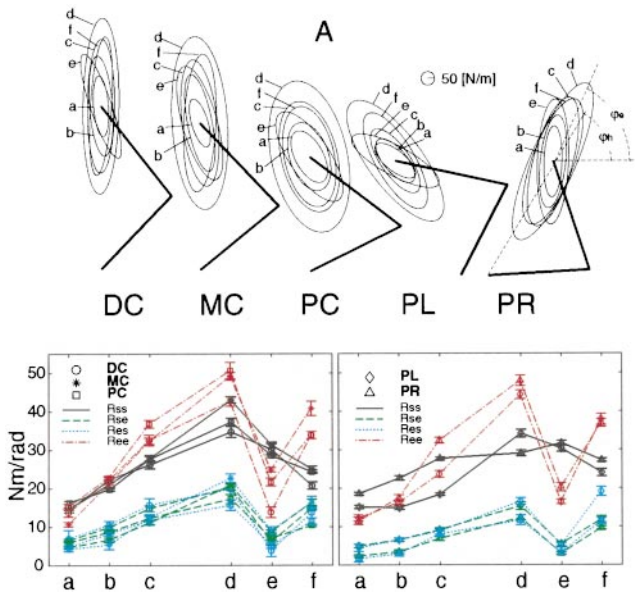 A
d
f
c
e
a
b
d
f
c
e
a
b
d
f
c
e
a
b
d
f
e
c
b
a
50 [N/m]
d
c
f
e
b
a
φe
φh
DC MC PC PL PR
Nm/rad
50
40
30
20
10
0
DC
MC
PC
Rss
Rse
Res
Ree
PL
PR
Rss
Rse
Res
Ree
a b c d e f
a b c d e f